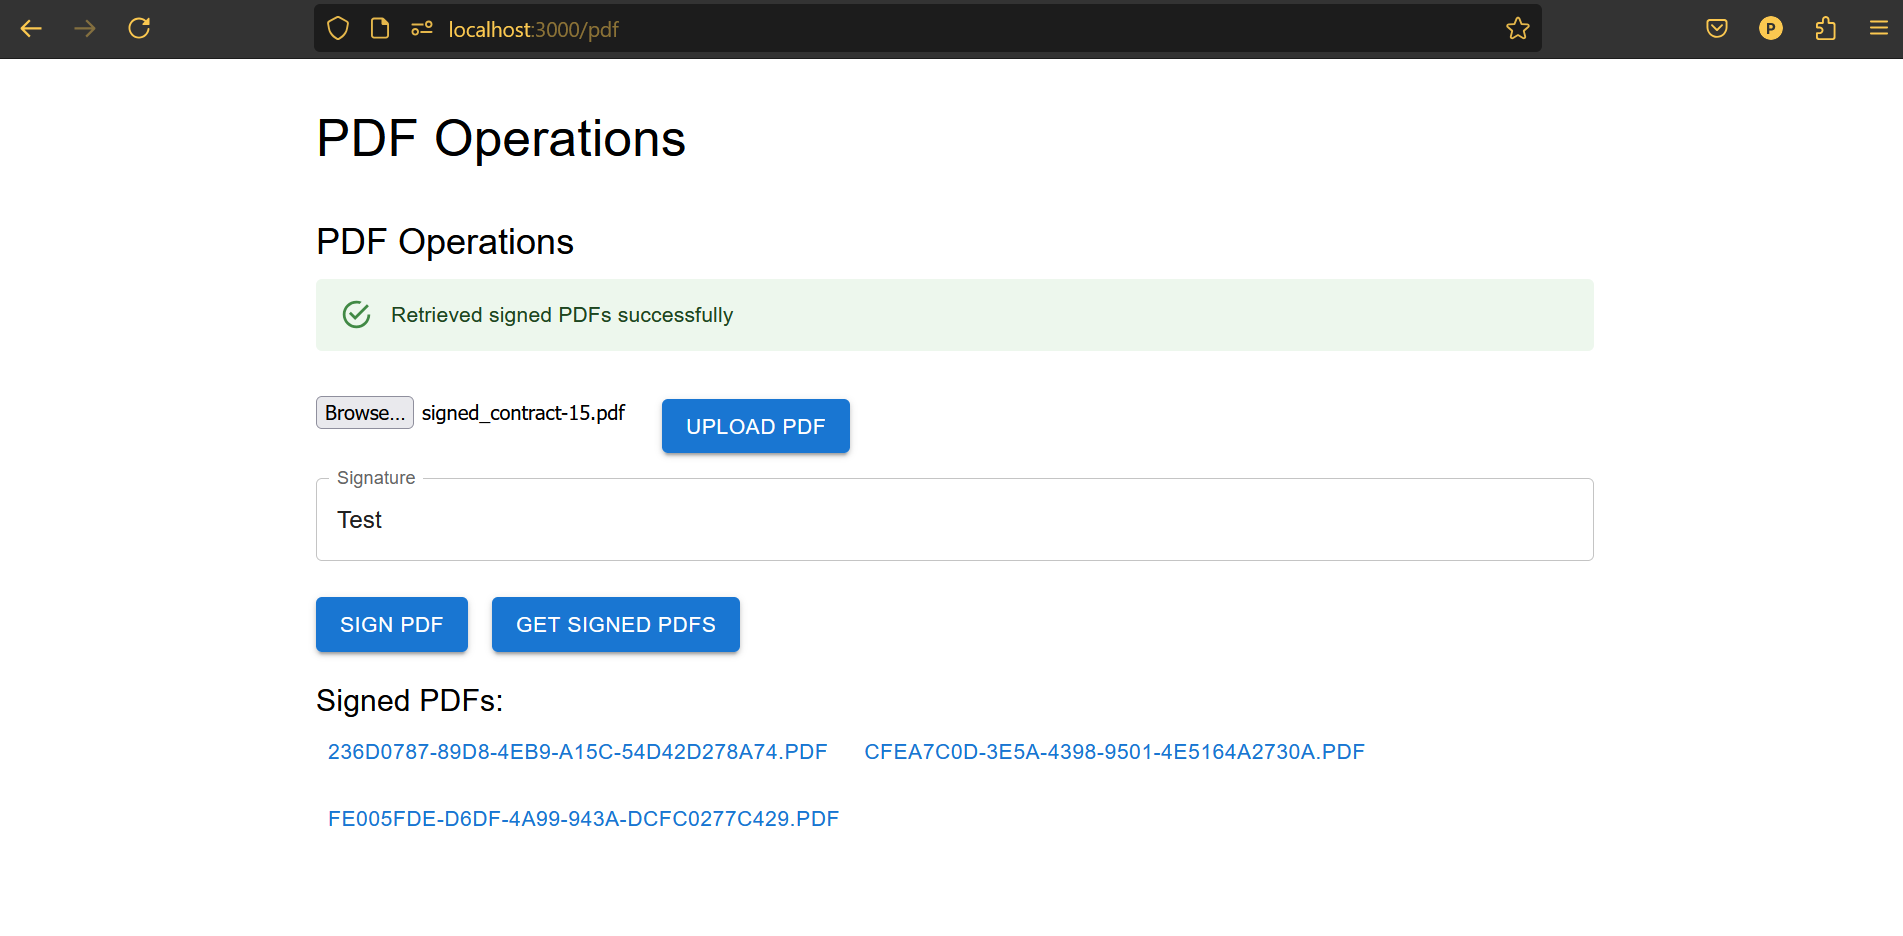 localhost:3000/pdf
P
PDF Operations
PDF Operations
Retrieved signed PDFs successfully
Browse... signed_contract-15.pdf UPLOAD PDF
Signature
Test
SIGN PDF GET SIGNED PDFS
Signed PDFs:
236D0787-89D8-4EB9-A15C-54D42D278A74.PDF CFEA7C0D-3E5A-4398-9501-4E5164A2730A.PDF
FE005FDE-D6DF-4A99-943A-DCFC0277C429.PDF